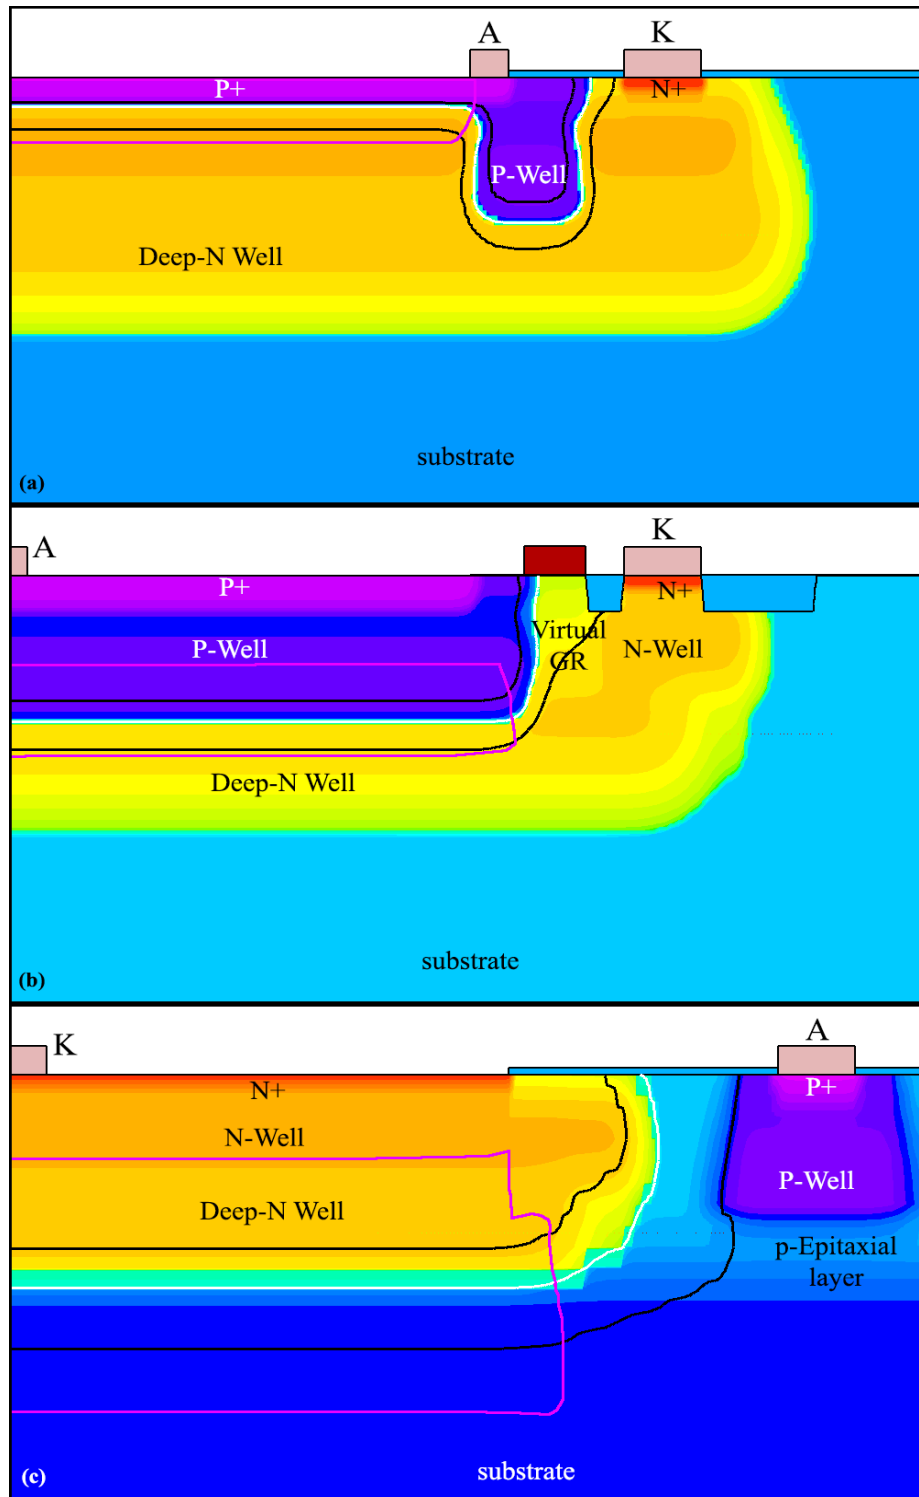 A
K
P+
N+
P-Well
Deep-N Well
substrate
(a)
A
K
P+
N+
Virtual
GR
P-Well
N-Well
Deep-N Well
substrate
(b)
K
A
N+
P+
N-Well
P-Well
Deep-N Well
p-Epitaxial
layer
substrate
(c)